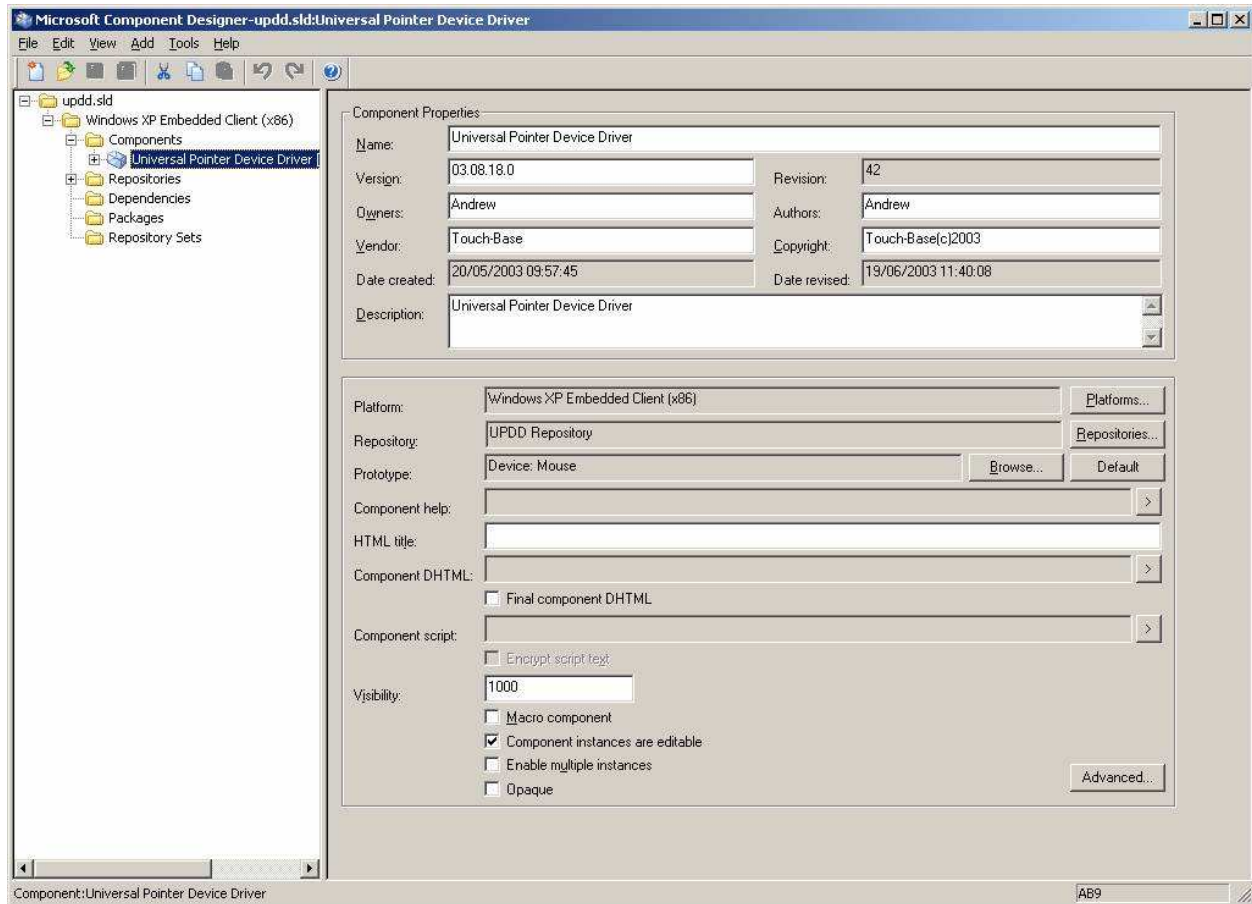 Microsoft Component Designer-updd.sld:Universal Pointer Device Driver
File Edit View Add Tools Help
updd.sld
Windows XP Embedded Client (x86)
Components
Universal Pointer Device Driver [
Repositories
Dependencies
Packages
Repository Sets
Component Properties
Name: Universal Pointer Device Driver
Version: 03.08.18.0 Revision: 42
Owners: Andrew Authors: Andrew
Vendor: Touch-Base Copyright: Touch-Base(c)2003
Date created: 20/05/2003 09:57:45 Date revised: 19/06/2003 11:40:08
Description: Universal Pointer Device Driver
Platform: Windows XP Embedded Client (x86) Platforms...
Repository: UPDD Repository Repositories...
Prototype: Device: Mouse Browse... Default
Component help: >
HTML title:
Component DHTML: >
Final component DHTML
Component script: >
Encrypt script text
Visibility: 1000
Macro component
Component instances are editable
Enable multiple instances
Opaque Advanced...
Component:Universal Pointer Device Driver AB9